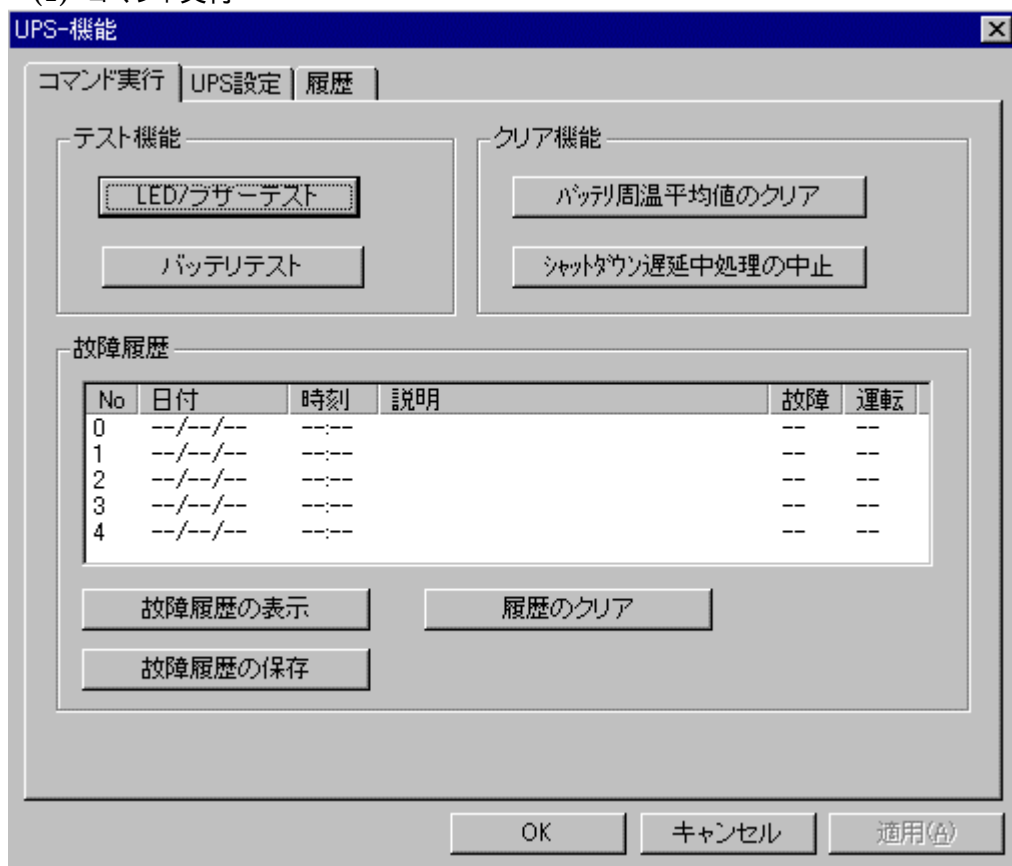 UPS-機能
コマンド実行 UPS設定 履歴
テスト機能
LED/ブザーテスト
バッテリテスト
クリア機能
バッテリ周温平均値のクリア
シャットダウン遅延中処理の中止
故障履歴
No 日付 時刻 説明 故障 運転
0 --/--/-- --:-- -- --
1 --/--/-- --:-- -- --
2 --/--/-- --:-- -- --
3 --/--/-- --:-- -- --
4 --/--/-- --:-- -- --
故障履歴の表示 履歴のクリア
故障履歴の保存
OK キャンセル 適用(A)